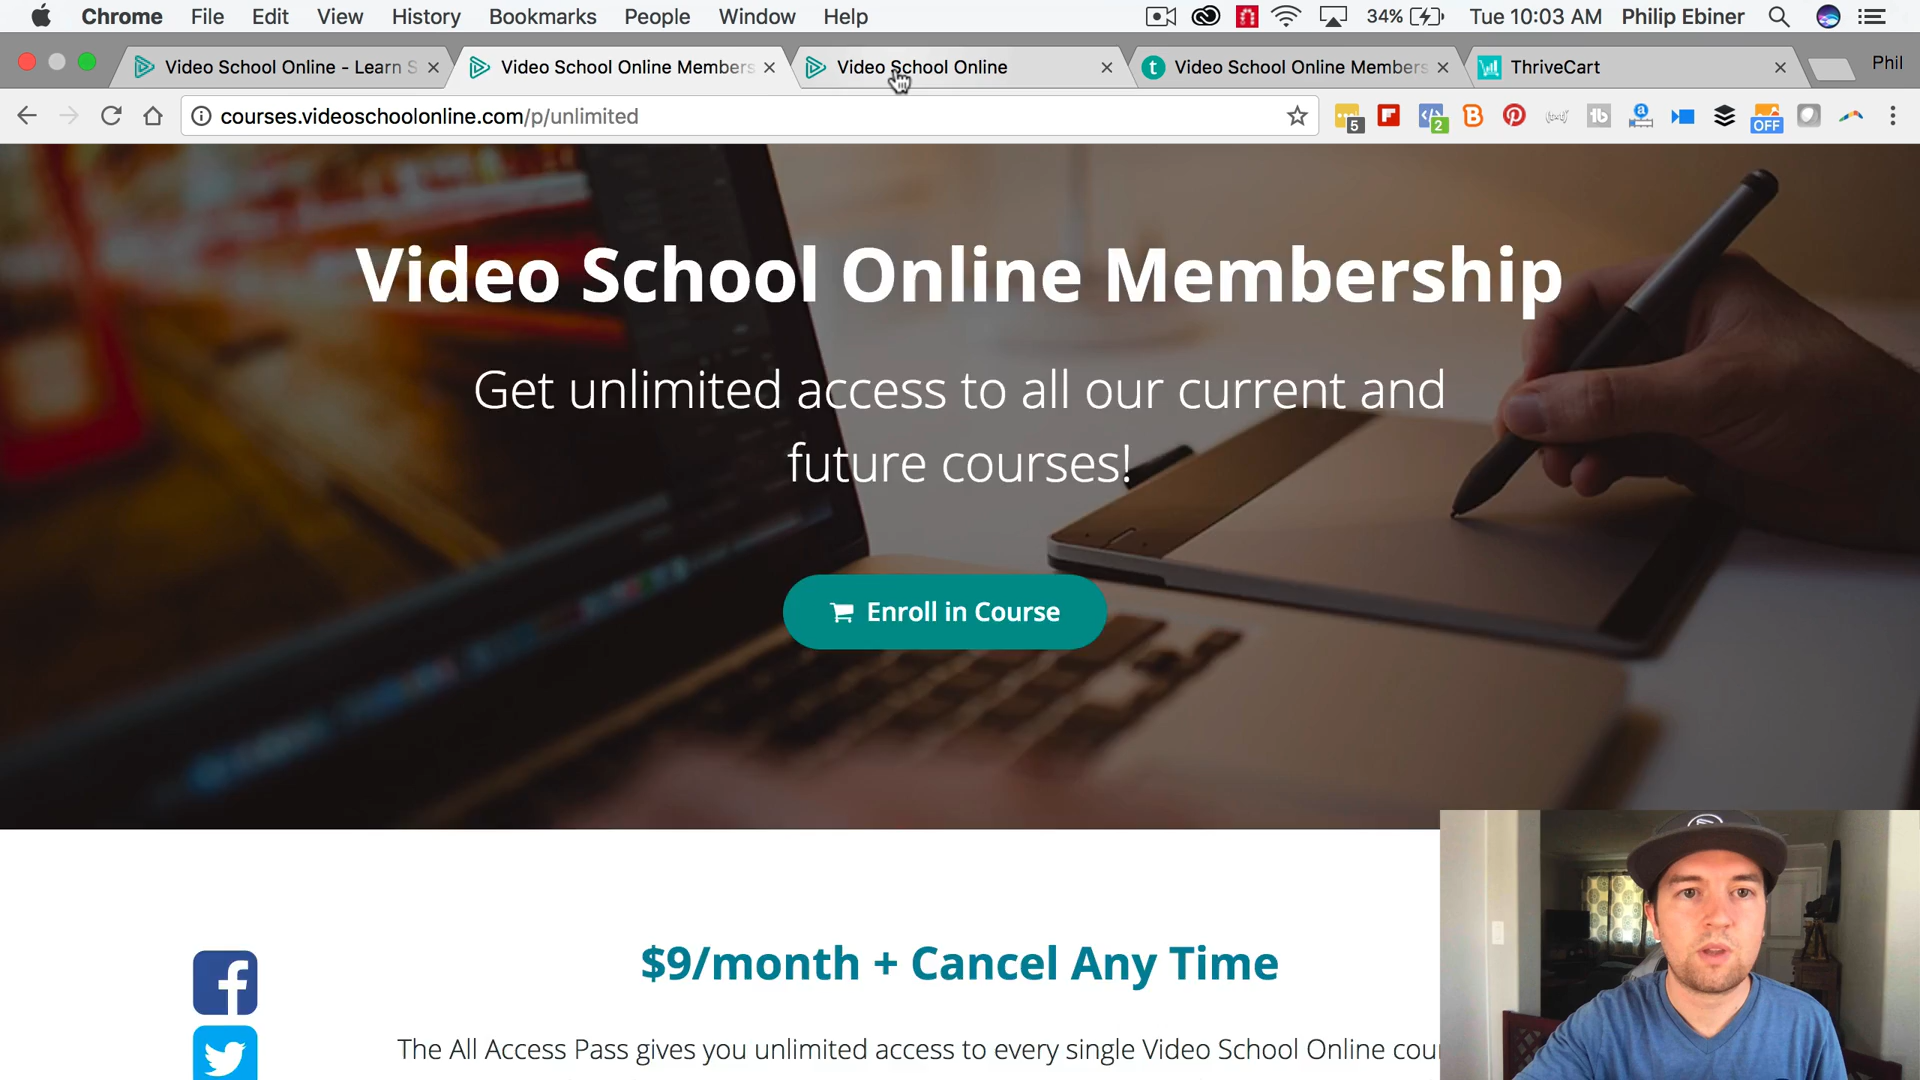 Chrome File Edit View History Bookmarks People Window Help 34% Tue 10:03 AM Philip Ebiner
Video School Online - Learn S Video School Online Members Video School Online t Video School Online Members ThriveCart Phil
courses.videoschoolonline.com/p/unlimited 5 2 OFF
Video School Online Membership
Get unlimited access to all our current and
future courses!
Enroll in Course
$9/month + Cancel Any Time
The All Access Pass gives you unlimited access to every single Video School Online cou